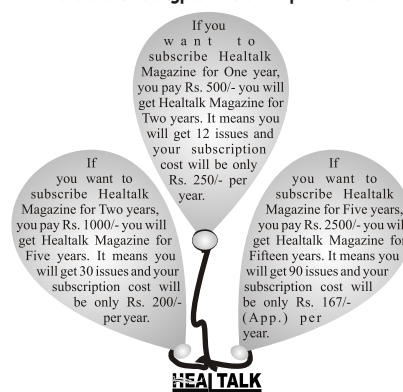 If you
want to
subscribe Healtalk
Magazine for One year,
you pay Rs. 500/- you will
get Healtalk Magazine for
Two years. It means you
will get 12 issues and
your subscription
cost will be only
Rs. 250/- per
year.
If
you want to
subscribe Healtalk
Magazine for Two years,
you pay Rs. 1000/- you will
get Healtalk Magazine for
Five years. It means you
will get 30 issues and your
subscription cost will
be only Rs. 200/-
per year.
If
you want to
subscribe Healtalk
Magazine for Five years,
you pay Rs. 2500/- you will
get Healtalk Magazine for
Fifteen years. It means you
will get 90 issues and your
subscription cost will
be only Rs. 167/-
(App.) per
year.
HEALTALK